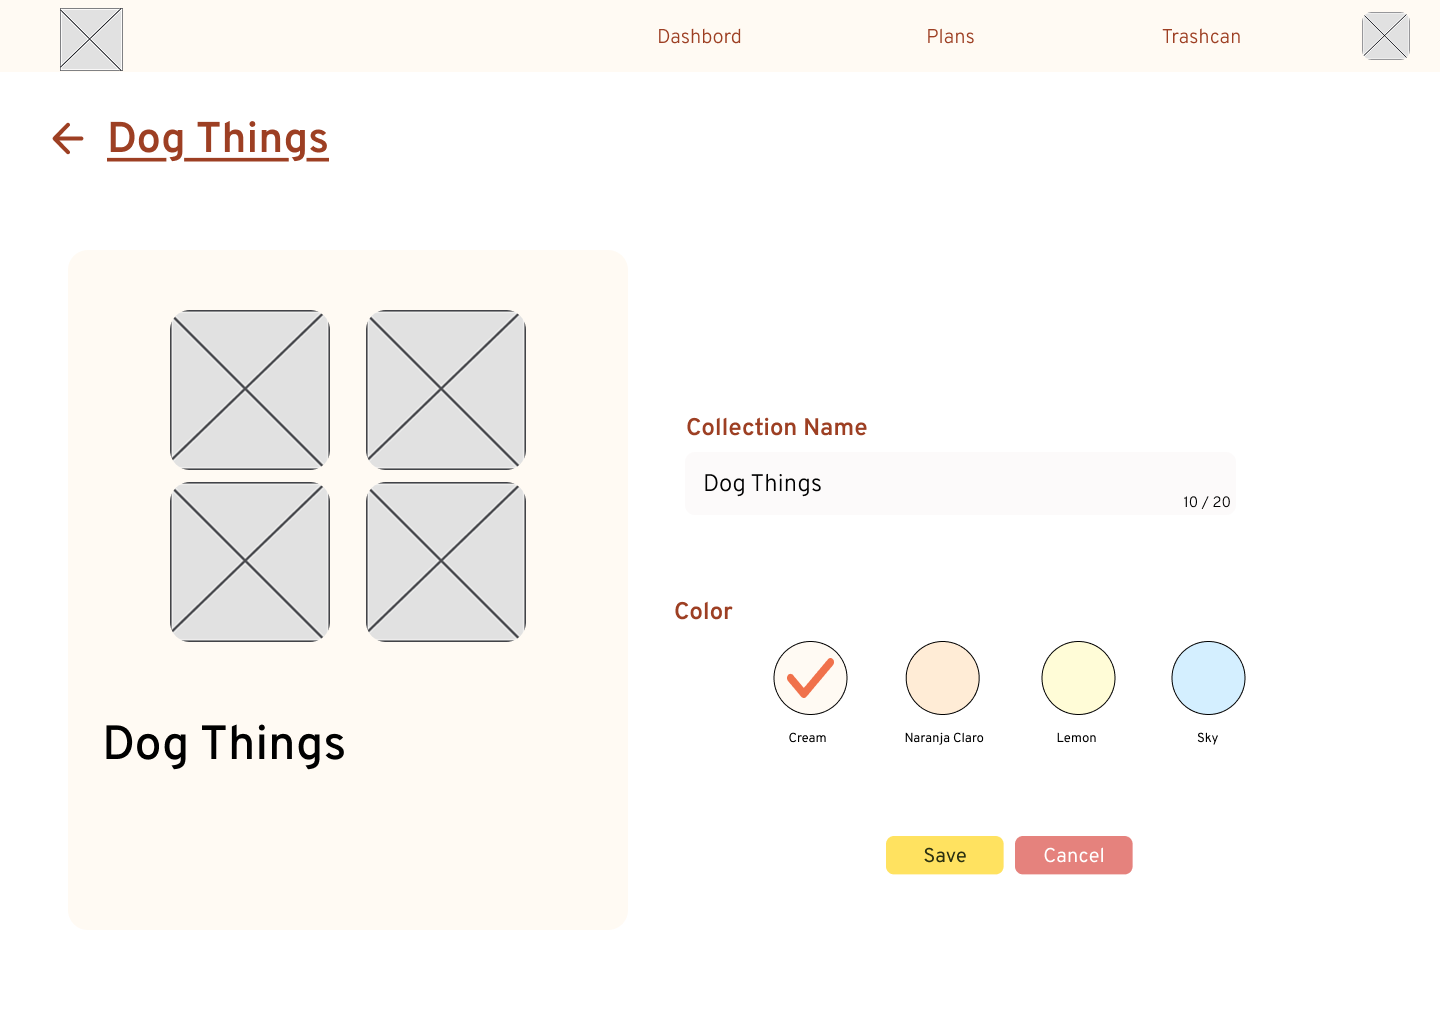 Dashbord
Plans
Trashcan
Dog Things
Dog Things
Collection Name
Dog Things
10 / 20
Color
Cream
Naranja Claro
Lemon
Sky
Save
Cancel